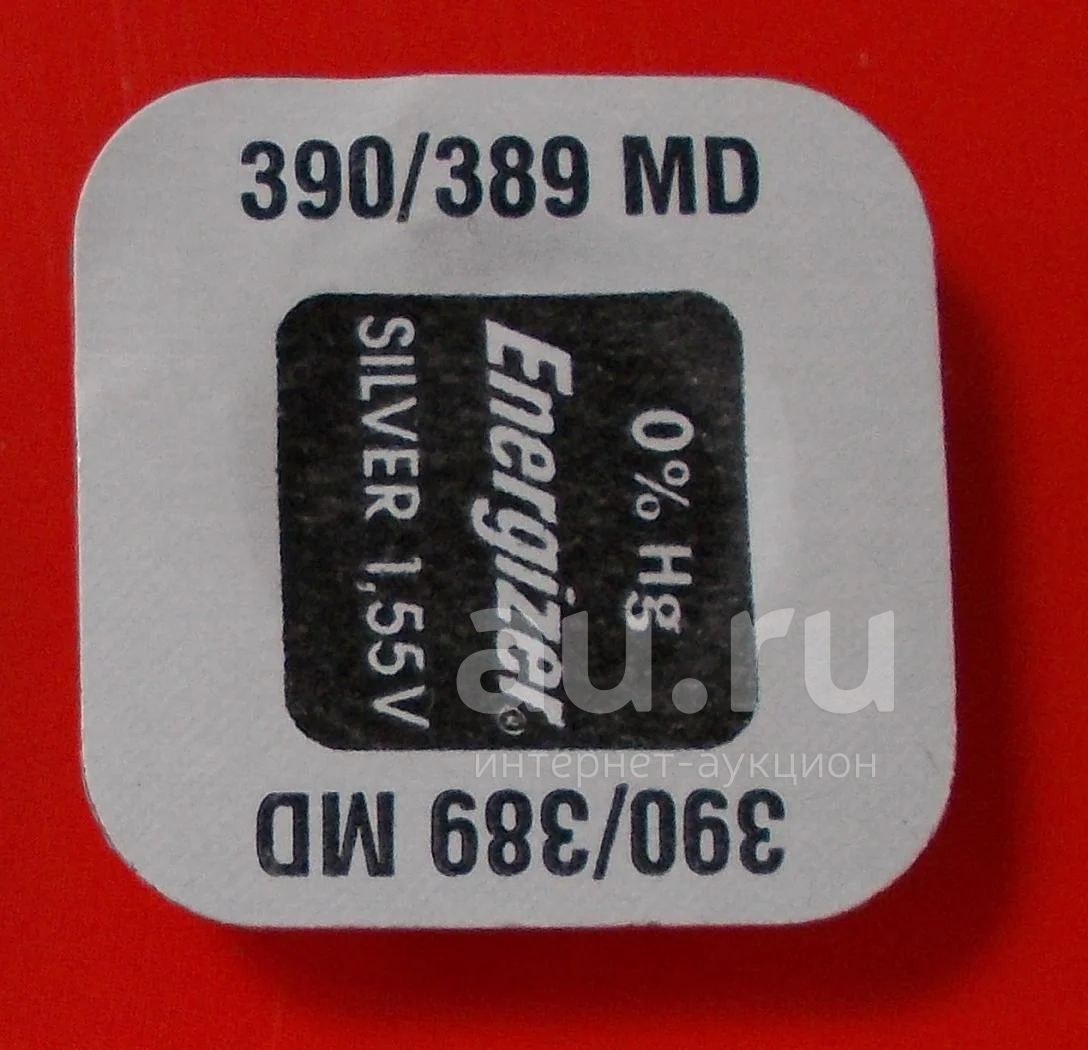 390/389 MD
0% Hg
Energizer®
SILVER 1,55V
au.ru
интернет-аукцион
390/389 MD